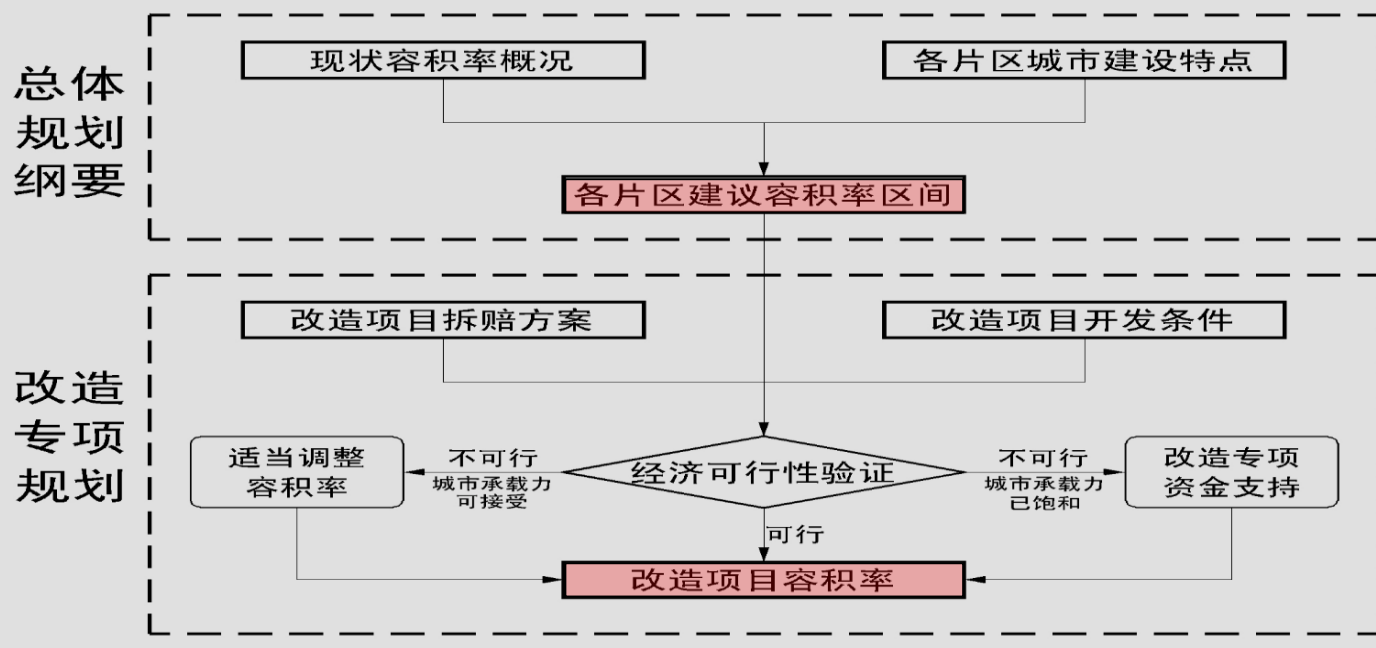 总体
规划
纲要
现状容积率概况
各片区城市建设特点
各片区建议容积率区间
改造
专项
规划
改造项目拆赔方案
改造项目开发条件
适当调整
容积率
不可行
城市承载力
可接受
经济可行性验证
不可行
城市承载力
已饱和
改造专项
资金支持
可行
改造项目容积率